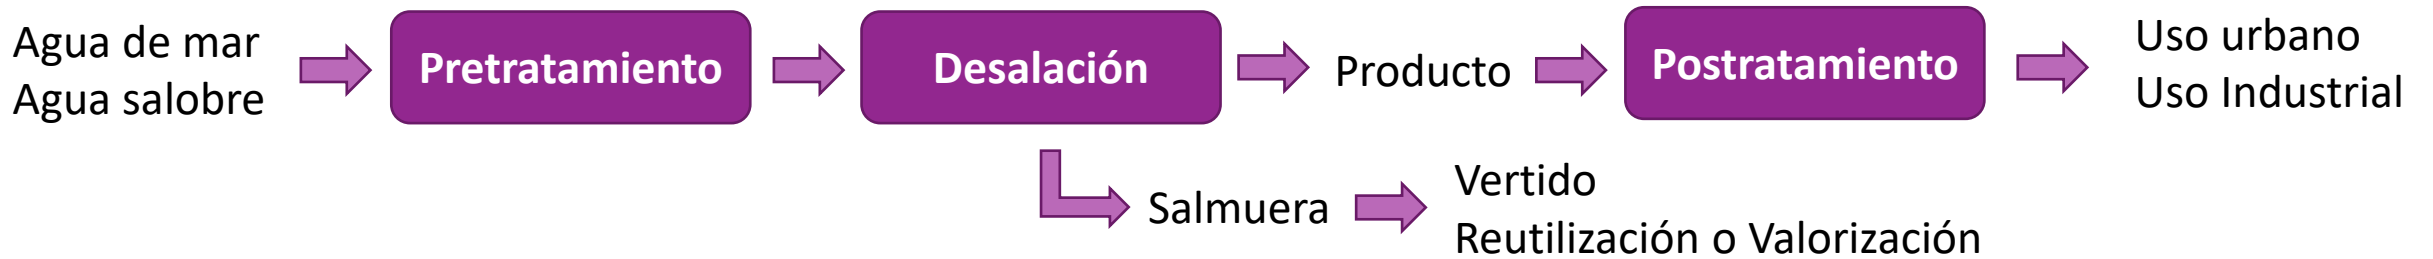 Agua de mar
Agua salobre
Pretratamiento
Desalación
Producto
Postratamiento
Uso urbano
Uso Industrial
Salmuera
Vertido
Reutilización o Valorización